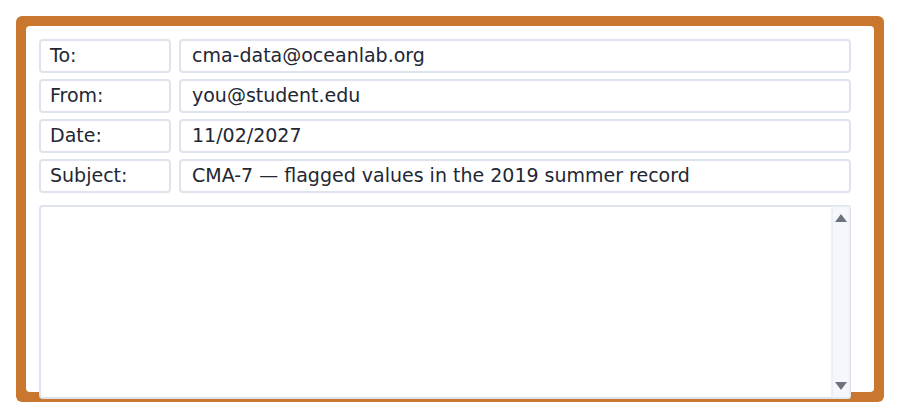 To: cma-data@oceanlab.org
From: you@student.edu
Date: 11/02/2027
Subject: CMA-7 — flagged values in the 2019 summer record